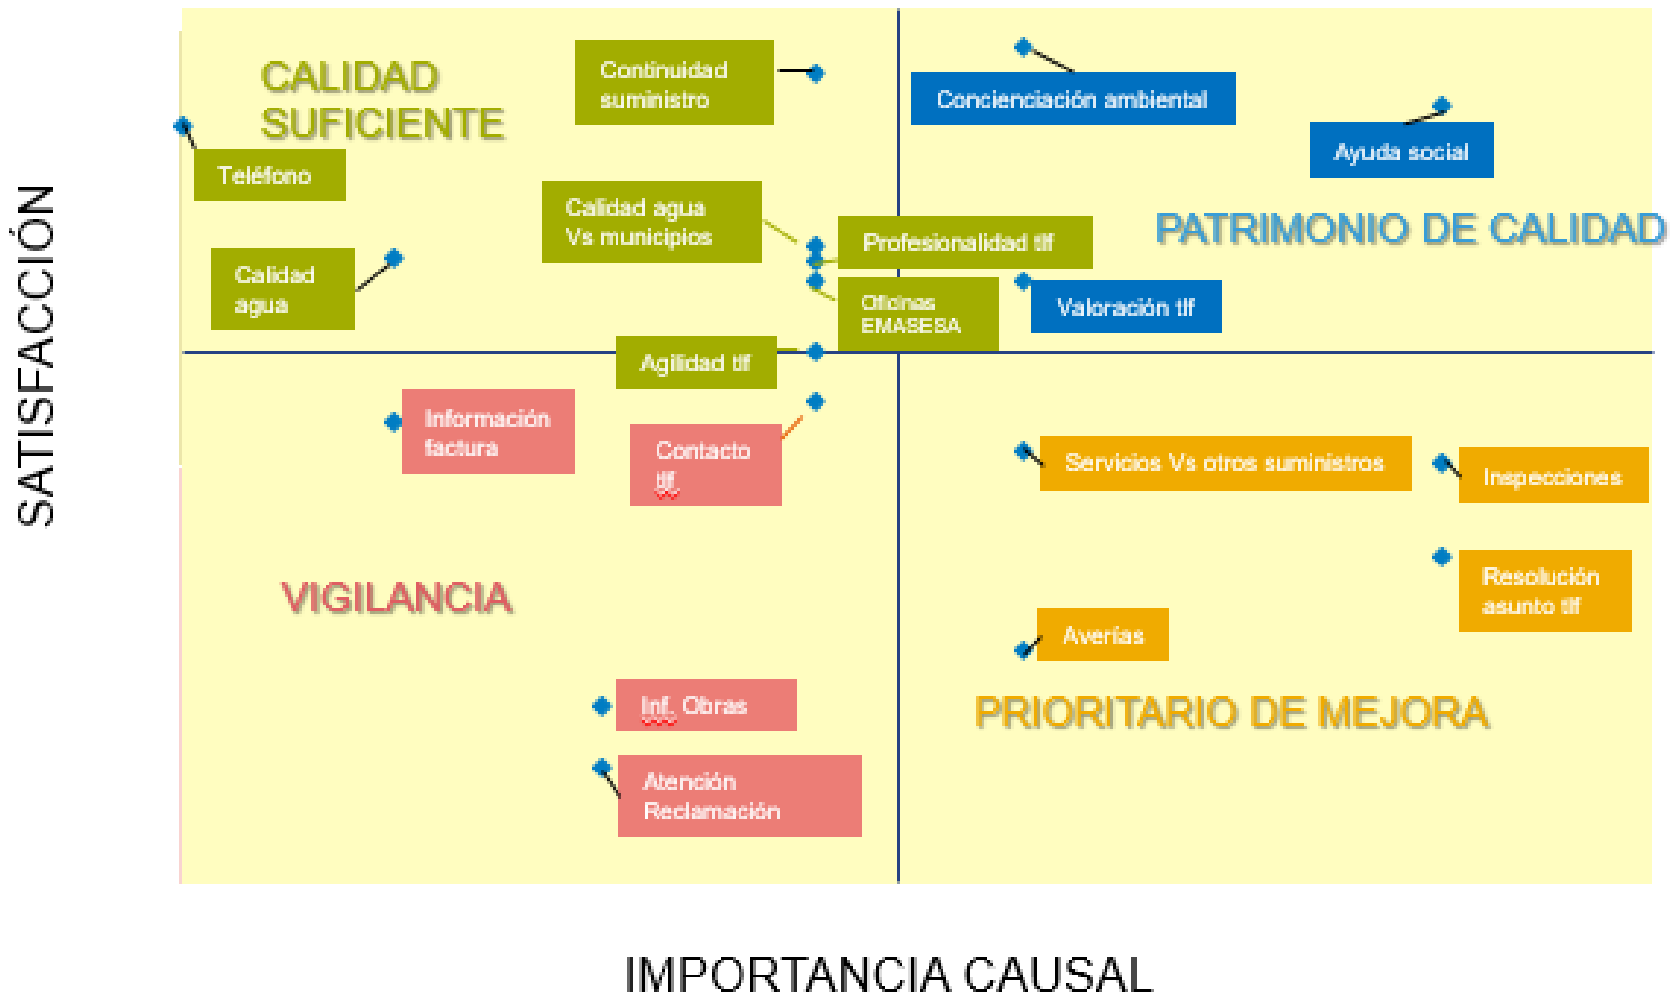 CALIDAD
SUFICIENTE
Continuidad
suministro
Concienciación ambiental
Ayuda social
Teléfono
Calidad agua
Vs municipios
Profesionalidad tlf
PATRIMONIO DE CALIDAD
Calidad
agua
Oficinas
EMASESA
Valoración tlf
Agilidad tlf
SATISFACCIÓN
Información
factura
Contacto
tlf.
Servicios Vs otros suministros
Inspecciones
VIGILANCIA
Resolución
asunto tlf
Averías
Inf. Obras
PRIORITARIO DE MEJORA
Atención
Reclamación
IMPORTANCIA CAUSAL